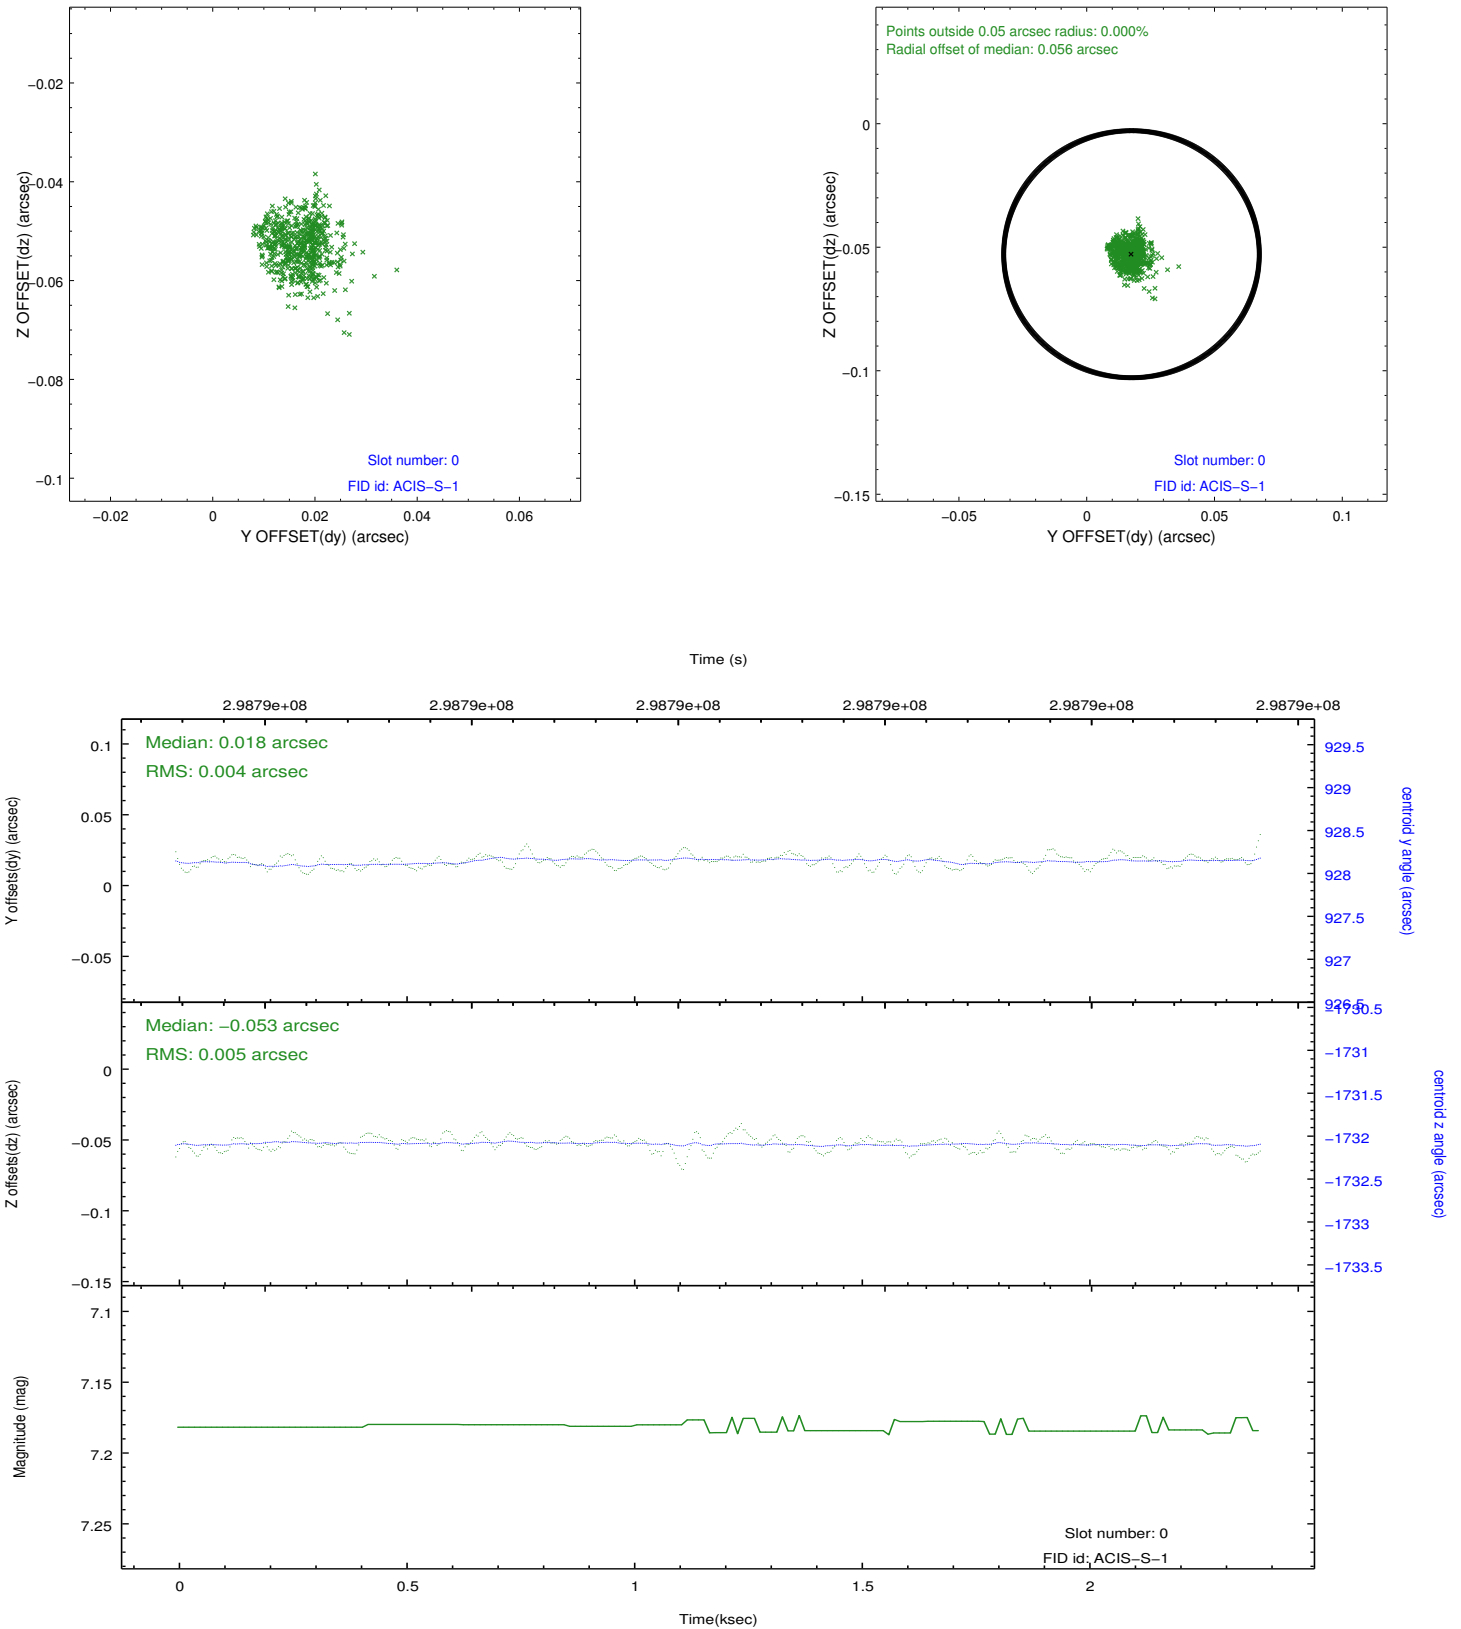 −0.02
−0.04
−0.06
−0.08
−0.1
Z OFFSET(dz) (arcsec)
Slot number: 0
FID id: ACIS−S−1
−0.02 0 0.02 0.04 0.06
Y OFFSET(dy) (arcsec)
Points outside 0.05 arcsec radius: 0.000%
Radial offset of median: 0.056 arcsec
0
−0.05
−0.1
−0.15
Z OFFSET(dz) (arcsec)
Slot number: 0
FID id: ACIS−S−1
−0.05 0 0.05 0.1
Y OFFSET(dy) (arcsec)
Time (s)
2.9879e+08 2.9879e+08 2.9879e+08 2.9879e+08 2.9879e+08 2.9879e+08
Median: 0.018 arcsec
RMS: 0.004 arcsec
0.1
0.05
0
−0.05
Y offsets(dy) (arcsec)
929.5
929
928.5
928
927.5
927
926.5
centroid y angle (arcsec)
Median: −0.053 arcsec
RMS: 0.005 arcsec
0
−0.05
−0.1
−0.15
Z offsets(dz) (arcsec)
−1730.5
−1731
−1731.5
−1732
−1732.5
−1733
−1733.5
centroid z angle (arcsec)
7.1
7.15
7.2
7.25
Magnitude (mag)
Slot number: 0
FID id: ACIS−S−1
0 0.5 1 1.5 2
Time(ksec)